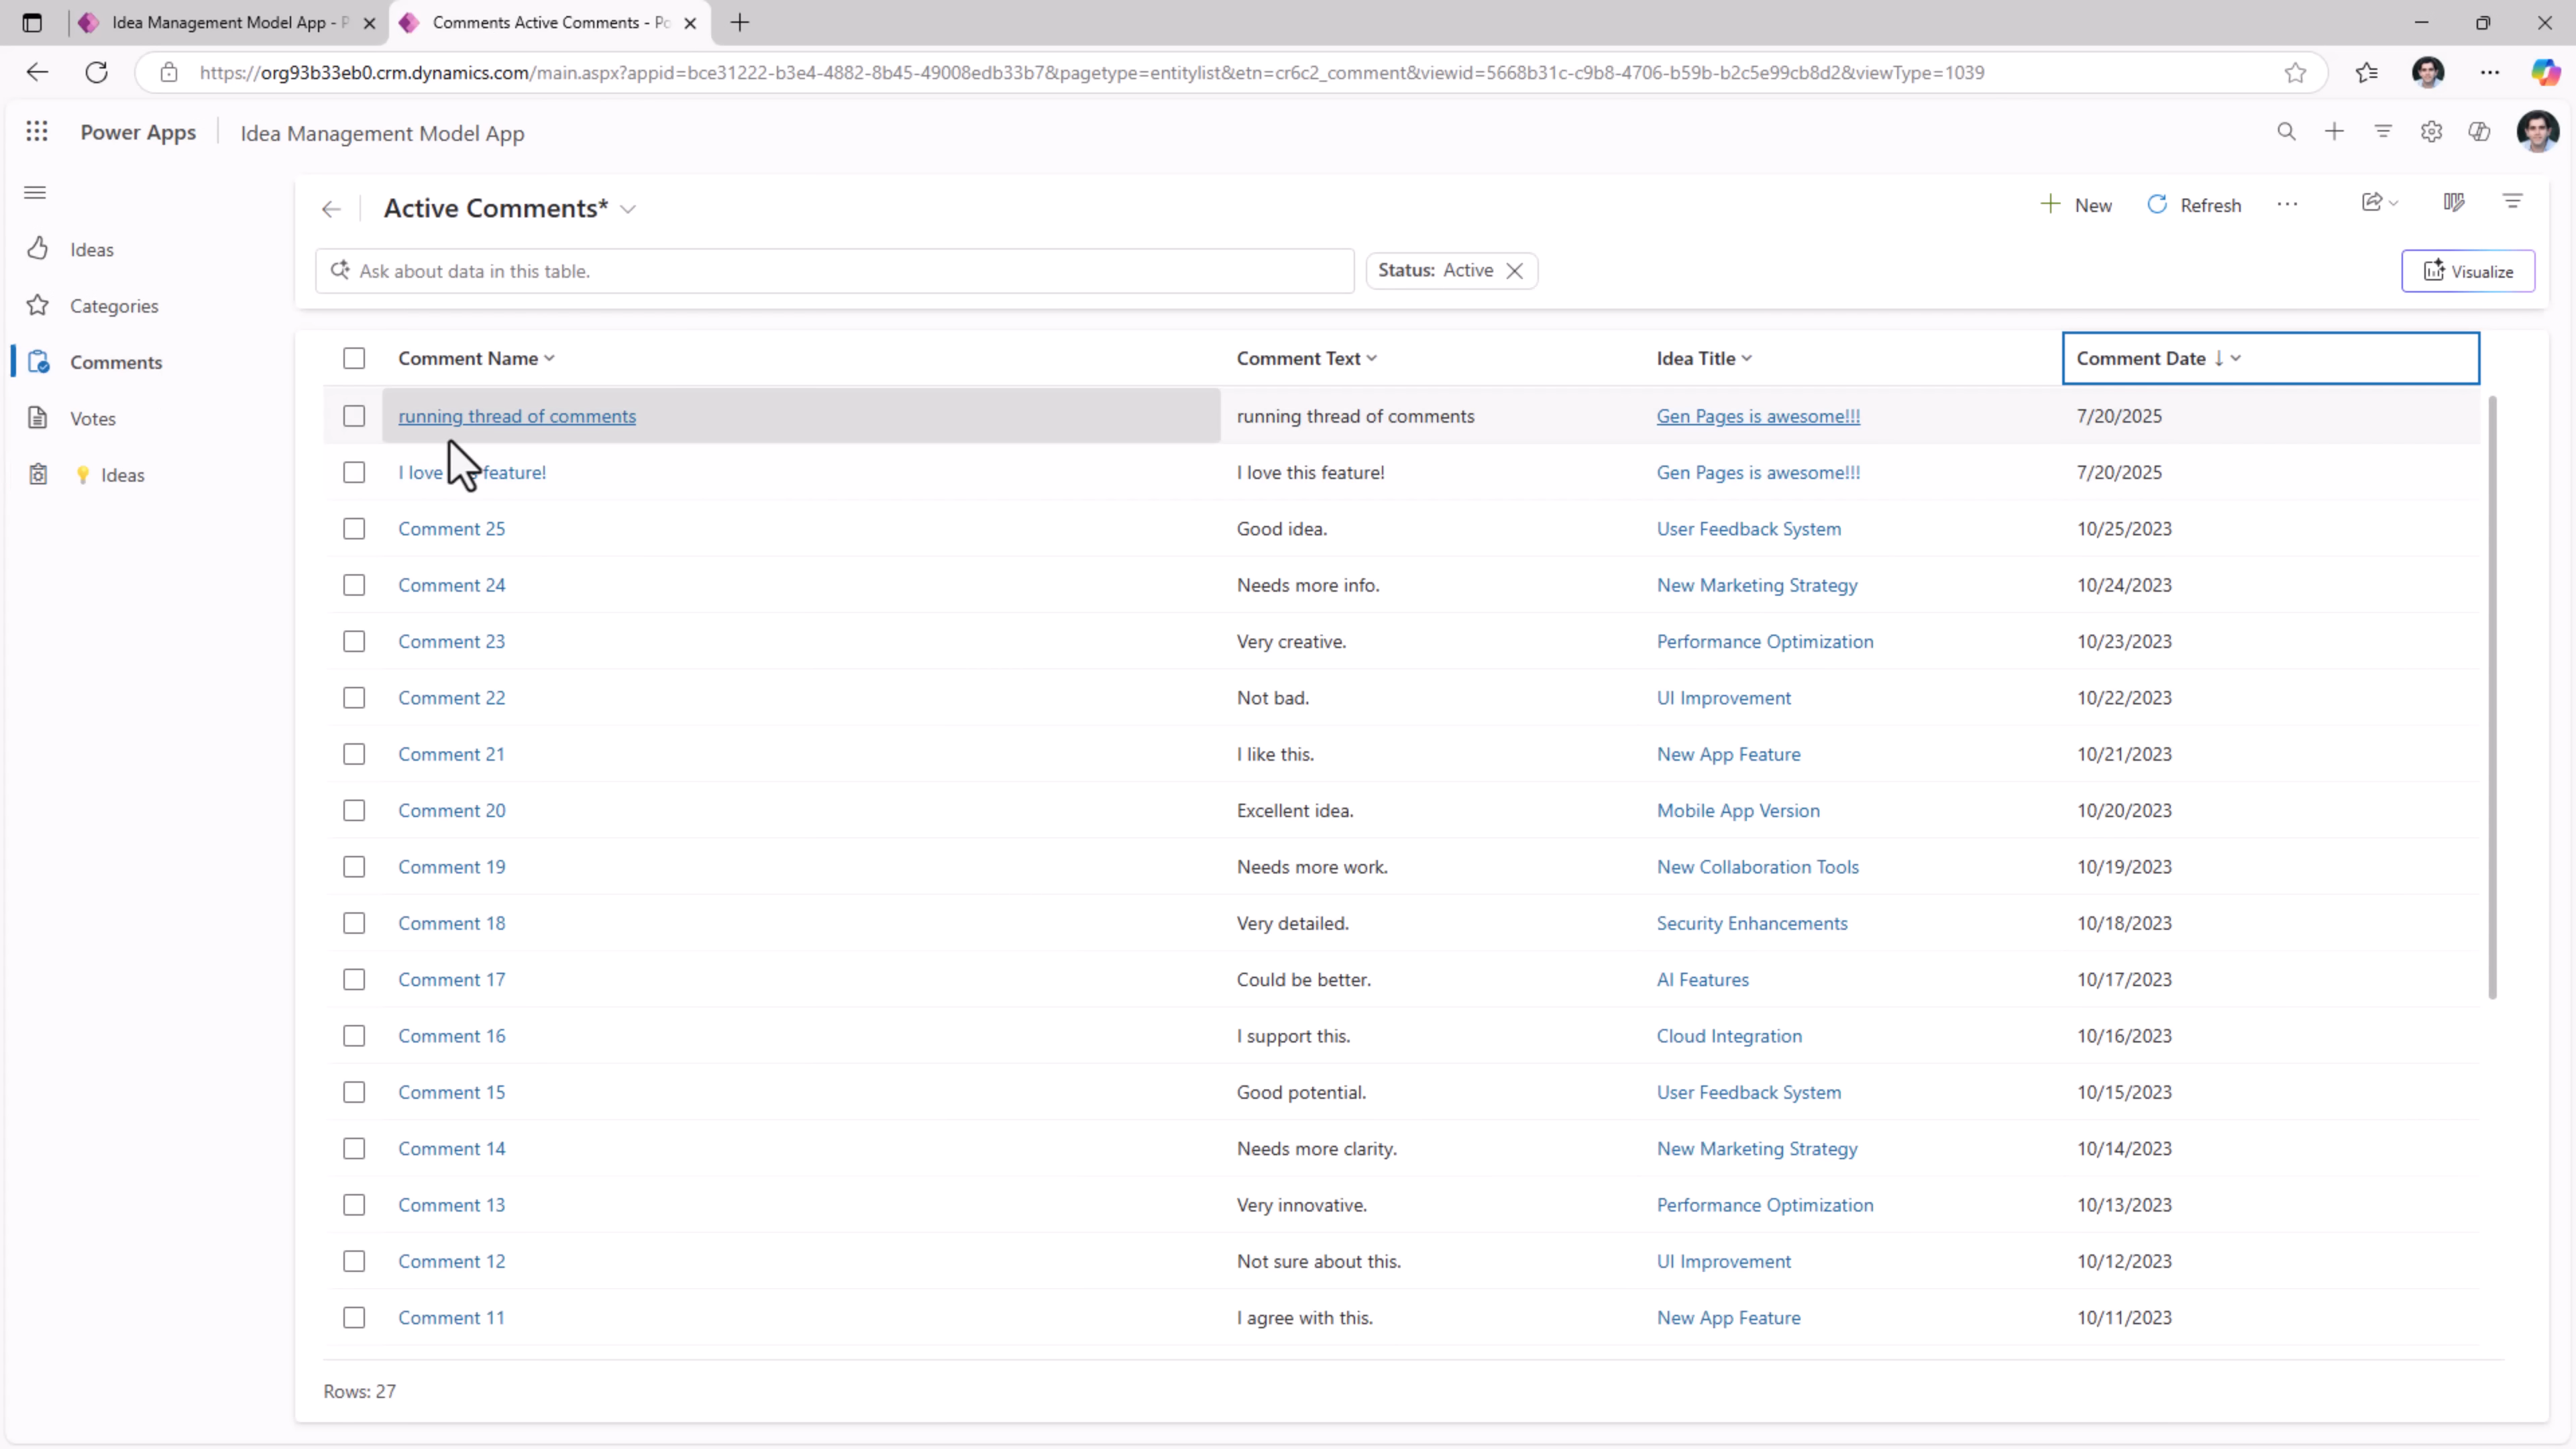 Idea Management Model App - P
Comments Active Comments - Po
https://org93b33eb0.crm.dynamics.com/main.aspx?appid=bce31222-b3e4-4882-8b45-49008edb33b7&pagetype=entitylist&etn=cr6c2_comment&viewid=5668b31c-c9b8-4706-b59b-b2c5e99cb8d2&viewType=1039
Power Apps Idea Management Model App
Active Comments*
New Refresh
Ideas
Categories
Comments
Votes
💡 Ideas
Ask about data in this table. Status: Active Visualize
Comment Name Comment Text Idea Title Comment Date ↓
running thread of comments running thread of comments Gen Pages is awesome!!! 7/20/2025
I love feature! I love this feature! Gen Pages is awesome!!! 7/20/2025
Comment 25 Good idea. User Feedback System 10/25/2023
Comment 24 Needs more info. New Marketing Strategy 10/24/2023
Comment 23 Very creative. Performance Optimization 10/23/2023
Comment 22 Not bad. UI Improvement 10/22/2023
Comment 21 I like this. New App Feature 10/21/2023
Comment 20 Excellent idea. Mobile App Version 10/20/2023
Comment 19 Needs more work. New Collaboration Tools 10/19/2023
Comment 18 Very detailed. Security Enhancements 10/18/2023
Comment 17 Could be better. AI Features 10/17/2023
Comment 16 I support this. Cloud Integration 10/16/2023
Comment 15 Good potential. User Feedback System 10/15/2023
Comment 14 Needs more clarity. New Marketing Strategy 10/14/2023
Comment 13 Very innovative. Performance Optimization 10/13/2023
Comment 12 Not sure about this. UI Improvement 10/12/2023
Comment 11 I agree with this. New App Feature 10/11/2023
Rows: 27